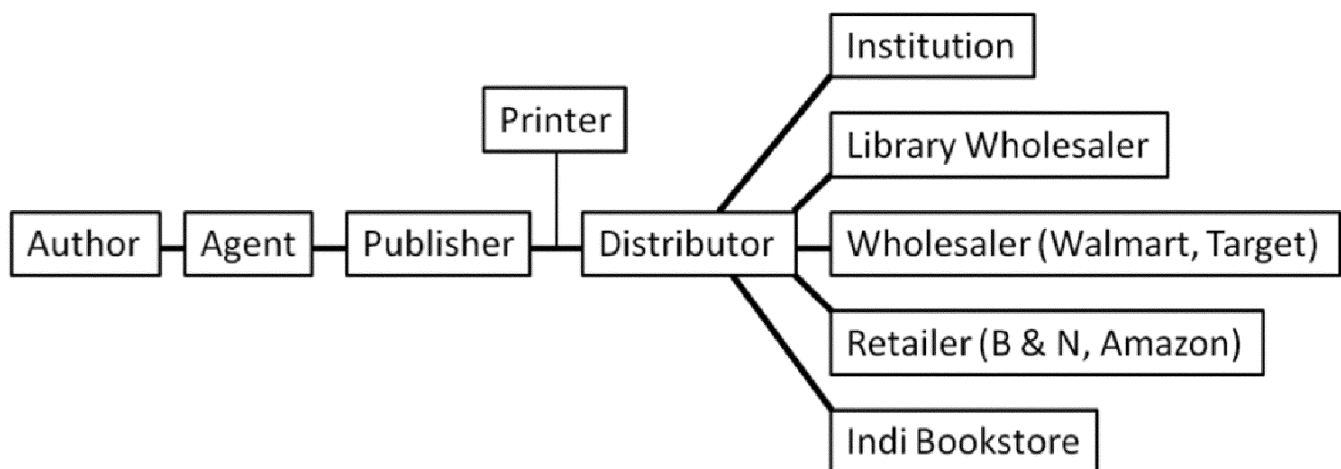 Institution
Printer
Library Wholesaler
Author
Agent
Publisher
Distributor
Wholesaler (Walmart, Target)
Retailer (B & N, Amazon)
Indi Bookstore